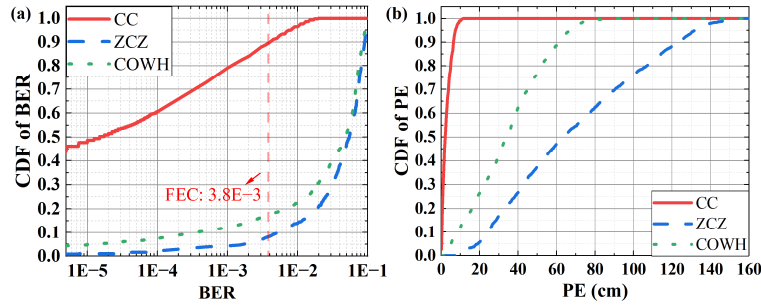 (a)
CDF of BER
1.0
0.9
0.8
0.7
0.6
0.5
0.4
0.3
0.2
0.1
0.0
CC
ZCZ
COWH
FEC: 3.8E−3
1E−5 1E−4 1E−3 1E−2 1E−1
BER
(b)
CDF of PE
1.0
0.9
0.8
0.7
0.6
0.5
0.4
0.3
0.2
0.1
0.0
CC
ZCZ
COWH
0 20 40 60 80 100 120 140 160
PE (cm)